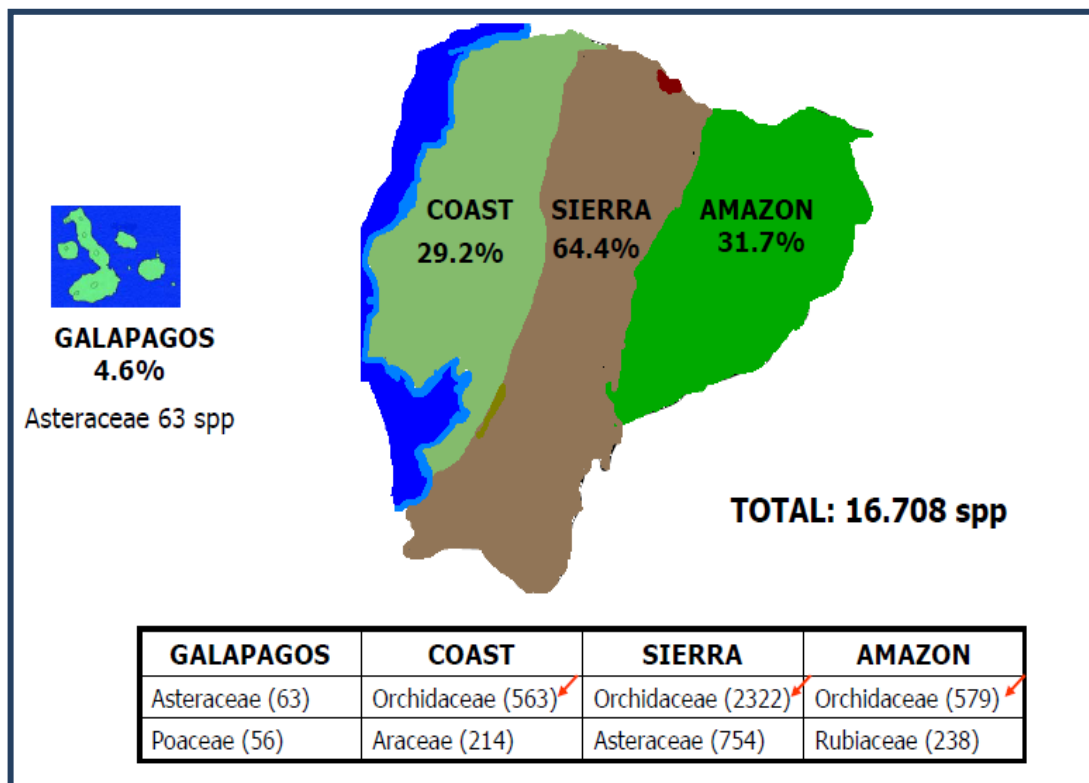 COAST
29.2%
SIERRA
64.4%
AMAZON
31.7%
GALAPAGOS
4.6%
Asteraceae 63 spp
TOTAL: 16.708 spp
GALAPAGOS COAST SIERRA AMAZON
Asteraceae (63) Orchidaceae (563) Orchidaceae (2322) Orchidaceae (579)
Poaceae (56) Araceae (214) Asteraceae (754) Rubiaceae (238)